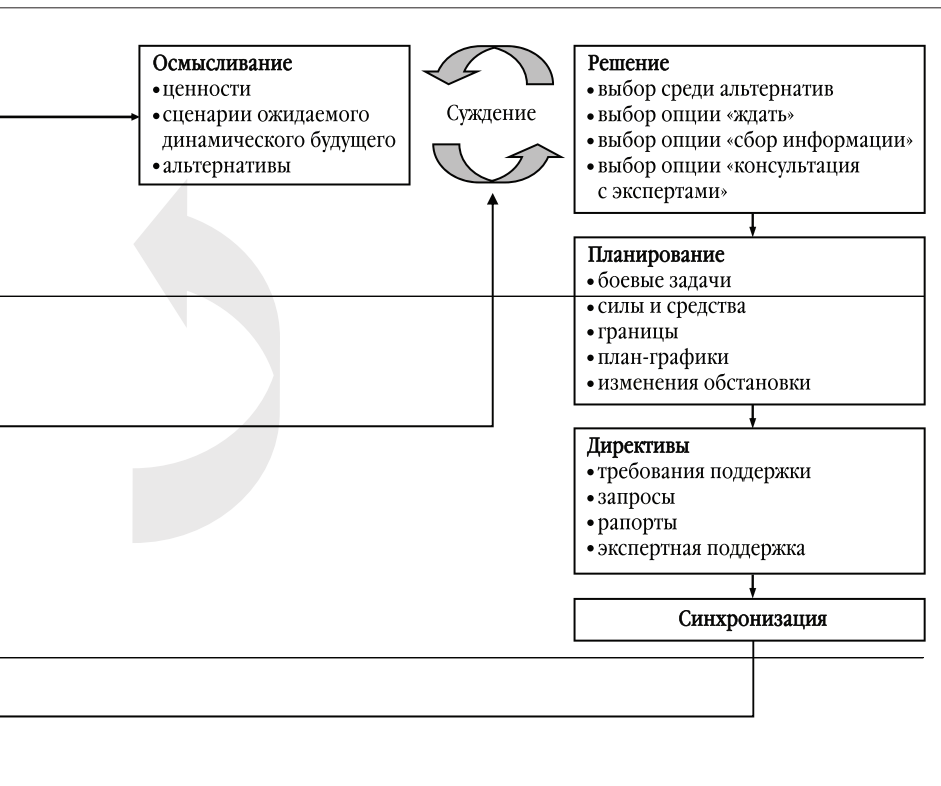 Осмысливание
•ценности
•сценарии ожидаемого
динамического будущего
•альтернативы
Суждение
Решение
•выбор среди альтернатив
•выбор опции «ждать»
•выбор опции «сбор информации»
•выбор опции «консультация
с экспертами»
Планирование
•боевые задачи
•силы и средства
•границы
•план-графики
•изменения обстановки
Директивы
•требования поддержки
•запросы
•рапорты
•экспертная поддержка
Синхронизация